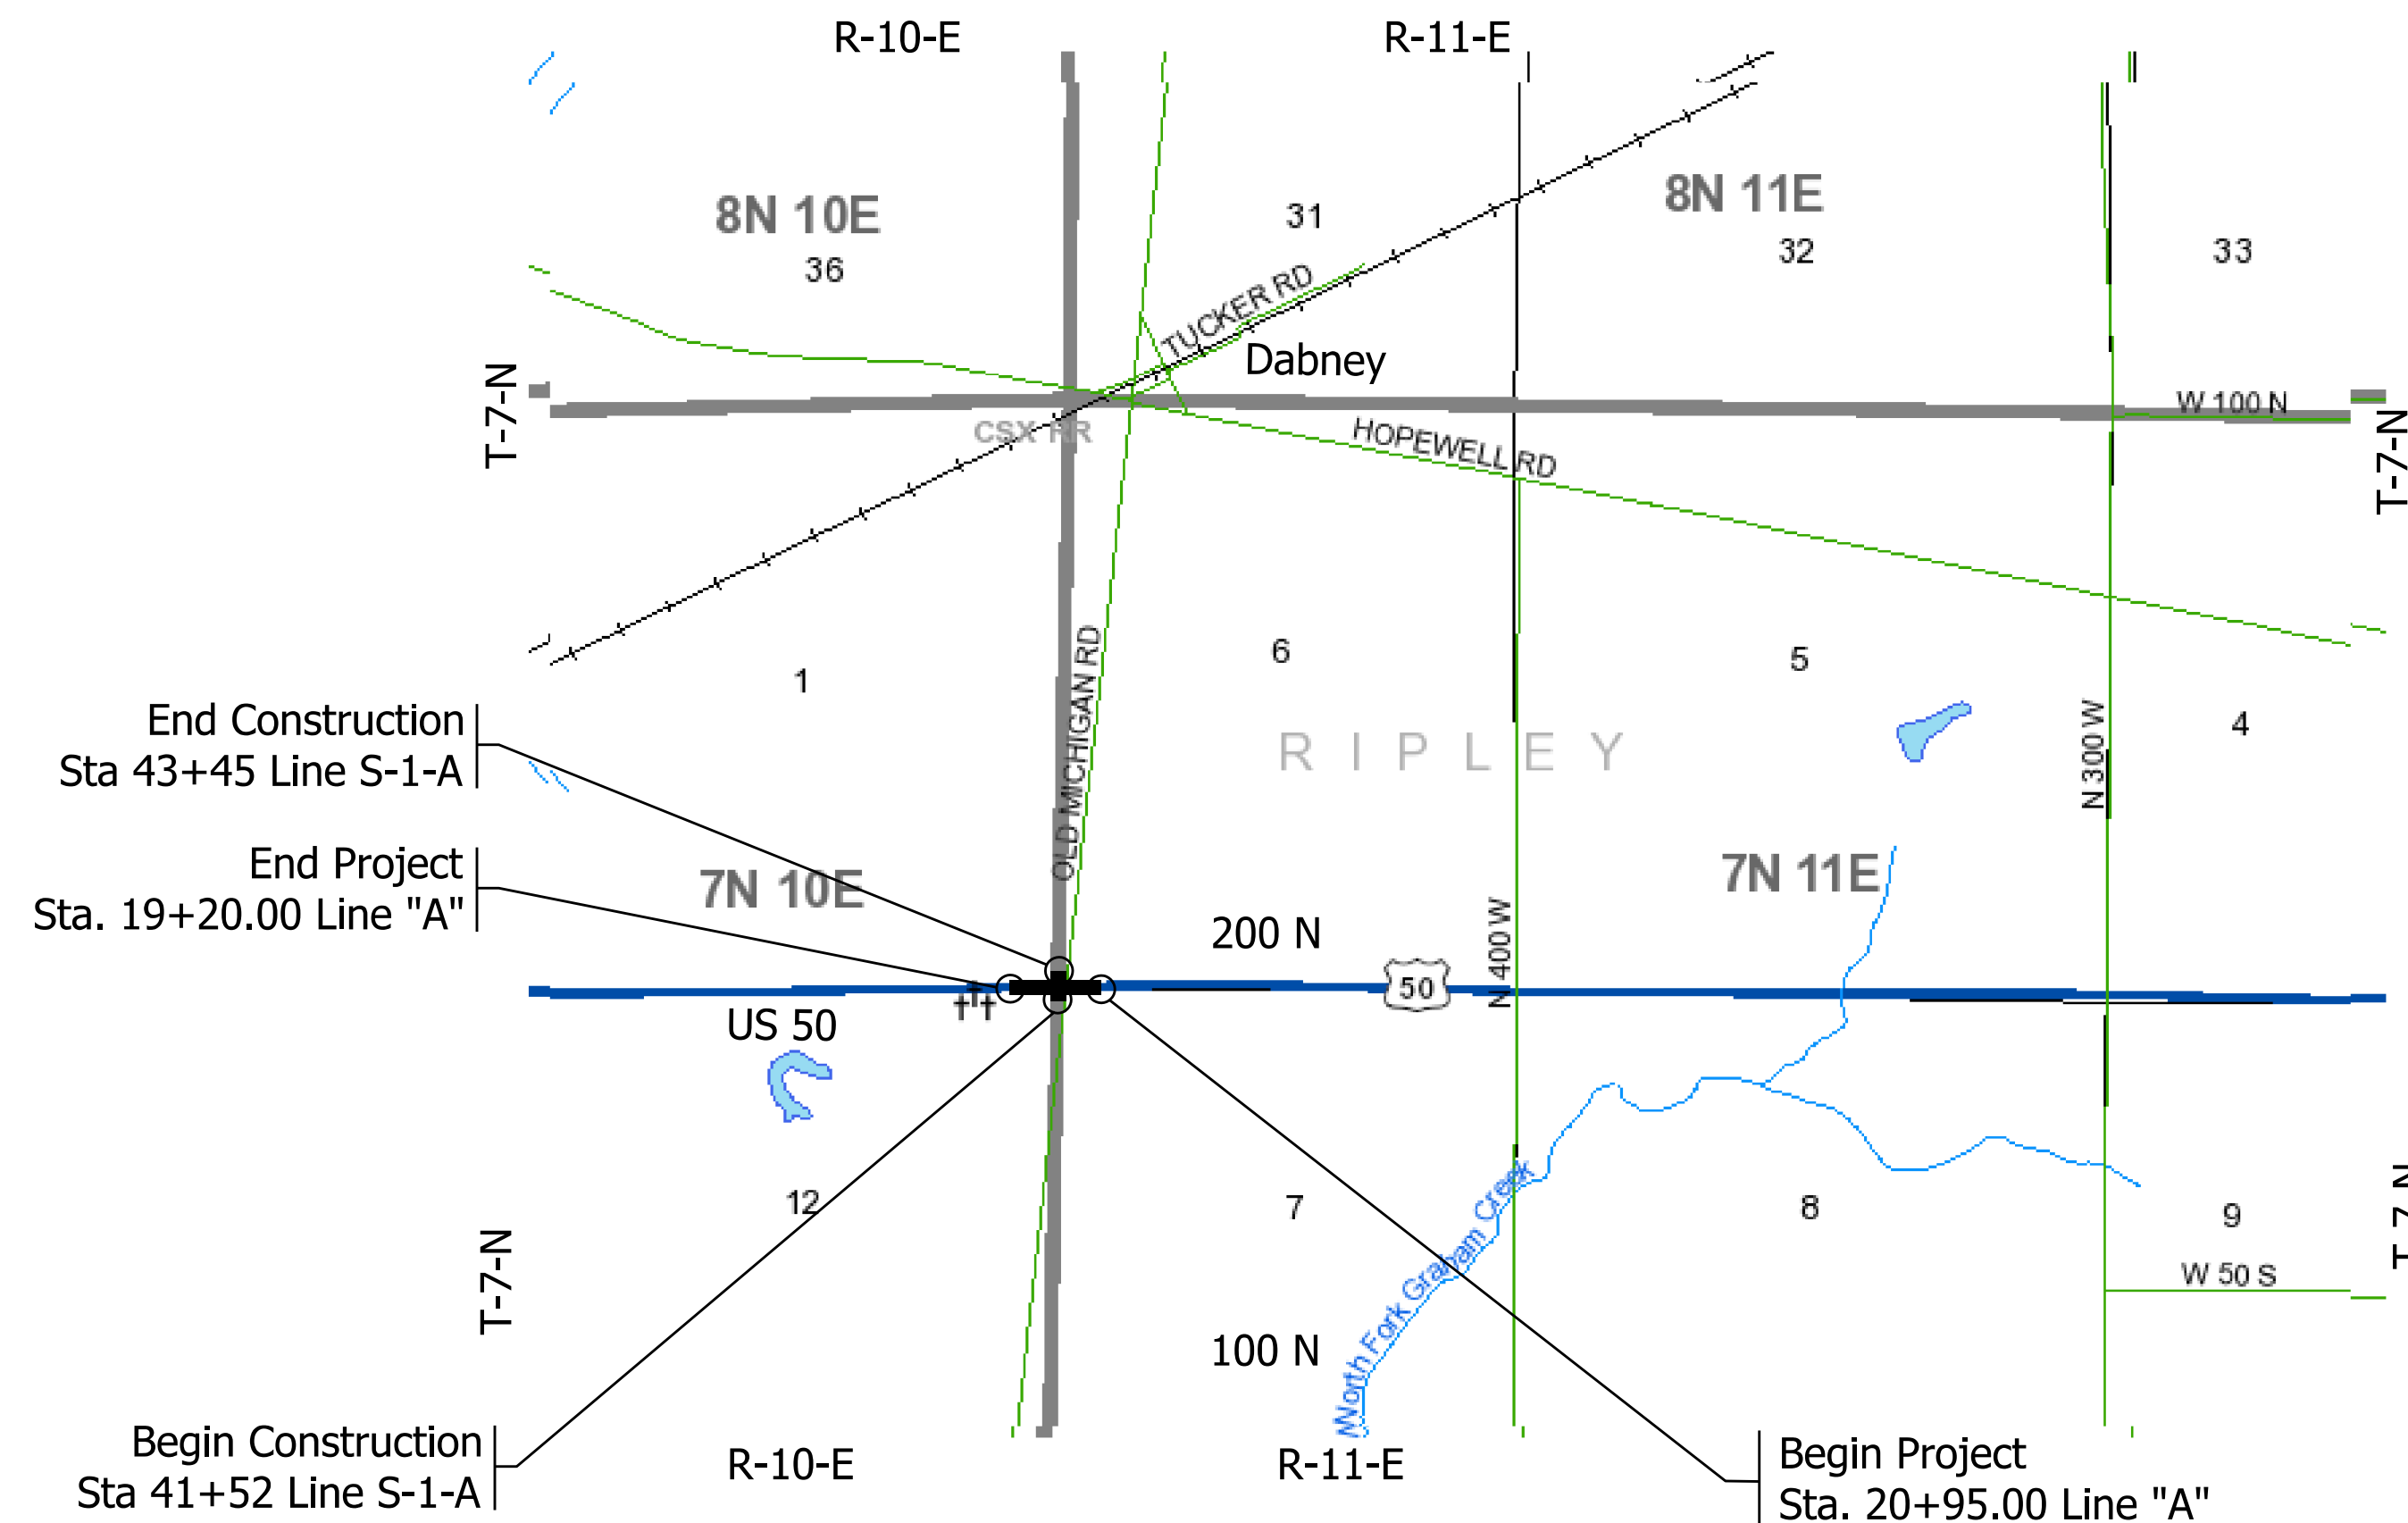 R-10-E
R-11-E
8N 10E
8N 11E
31
32
33
36
TUCKER RD
Dabney
T-7-N
W 100 N
T-7-N
CSX RR
HOPEWELL RD
OLD MICHIGAN RD
6
5
1
4
End Construction
Sta 43+45 Line S-1-A
RIPLEY
N 300 W
End Project
Sta. 19+20.00 Line "A"
7N 10E
7N 11E
200 N
N 400 W
50
US 50
12
7
8
9
T-7-N
T-7-N
North Fork Graham Creek
W 50 S
100 N
Begin Construction
Sta 41+52 Line S-1-A
R-10-E
R-11-E
Begin Project
Sta. 20+95.00 Line "A"